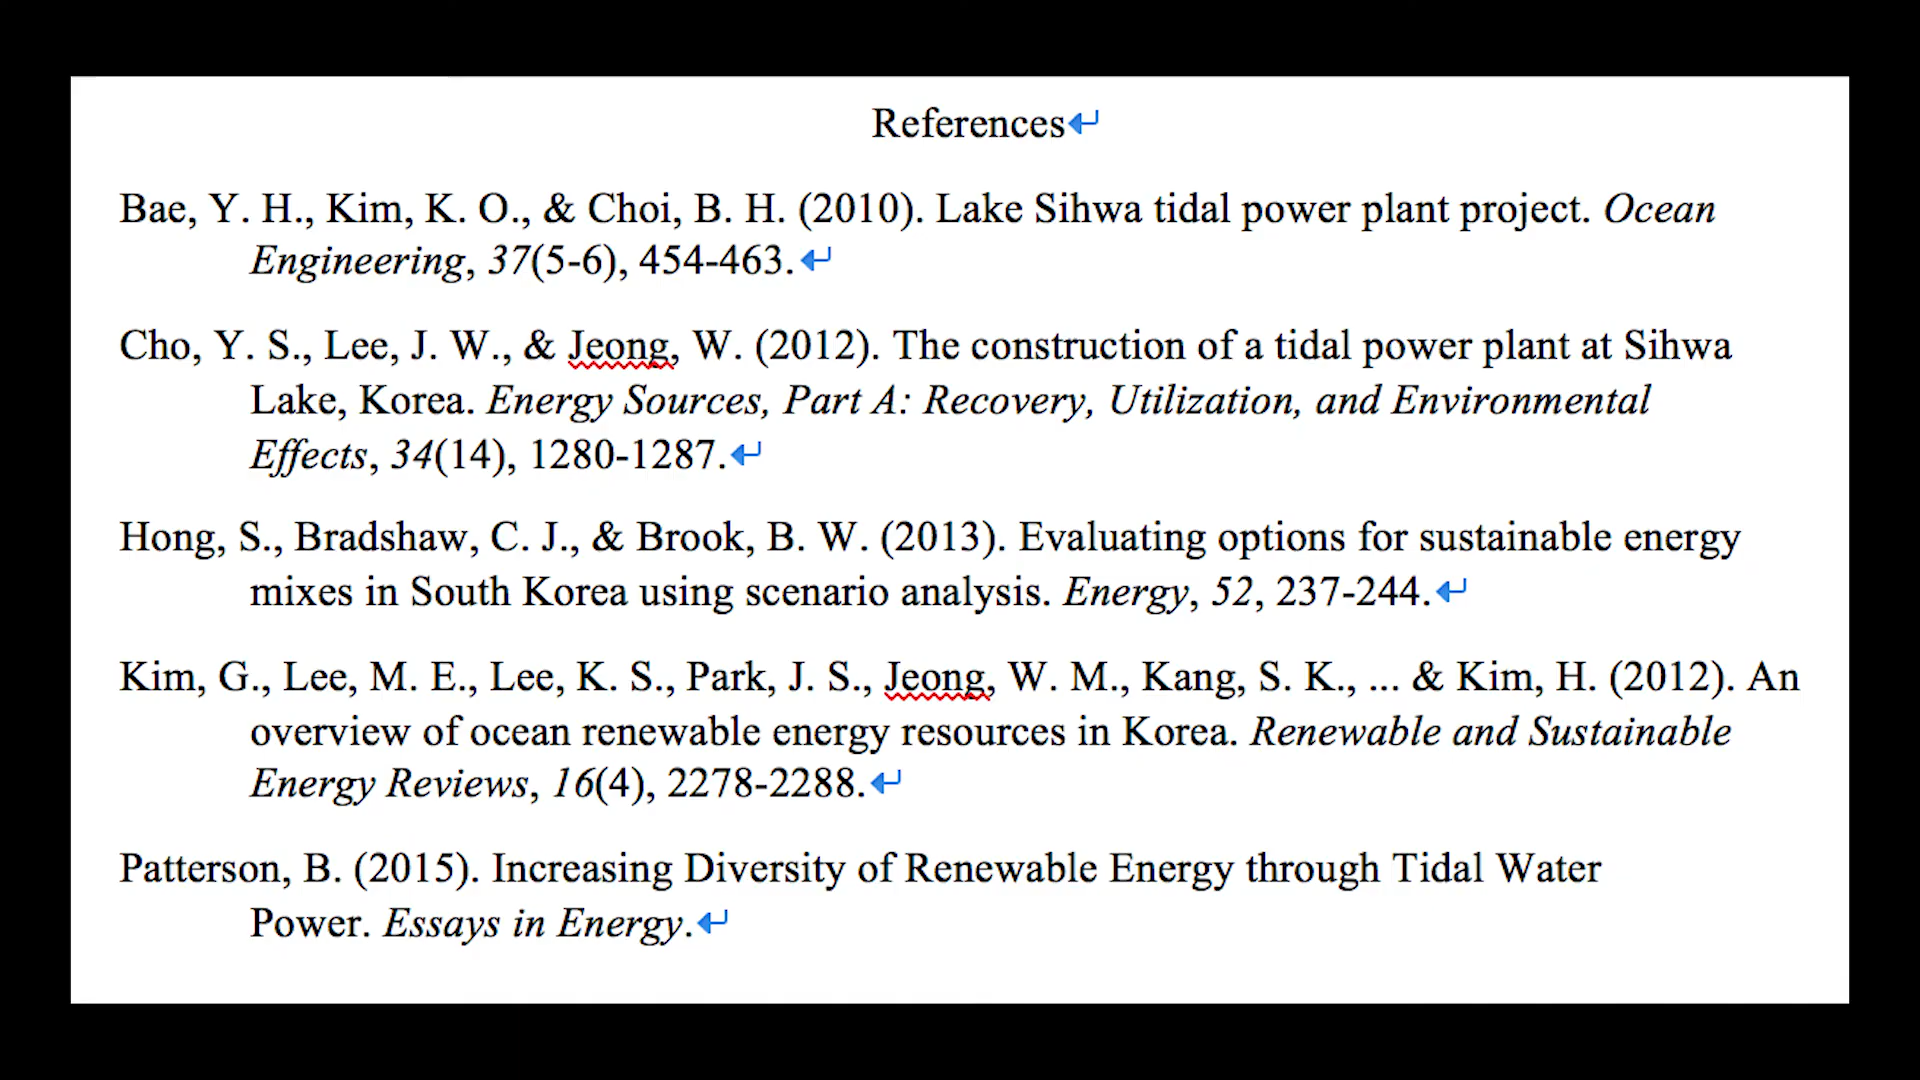 References
Bae, Y. H., Kim, K. O., & Choi, B. H. (2010). Lake Sihwa tidal power plant project. Ocean
Engineering, 37(5-6), 454-463.
Cho, Y. S., Lee, J. W., & Jeong, W. (2012). The construction of a tidal power plant at Sihwa
Lake, Korea. Energy Sources, Part A: Recovery, Utilization, and Environmental
Effects, 34(14), 1280-1287.
Hong, S., Bradshaw, C. J., & Brook, B. W. (2013). Evaluating options for sustainable energy
mixes in South Korea using scenario analysis. Energy, 52, 237-244.
Kim, G., Lee, M. E., Lee, K. S., Park, J. S., Jeong, W. M., Kang, S. K., ... & Kim, H. (2012). An
overview of ocean renewable energy resources in Korea. Renewable and Sustainable
Energy Reviews, 16(4), 2278-2288.
Patterson, B. (2015). Increasing Diversity of Renewable Energy through Tidal Water
Power. Essays in Energy.